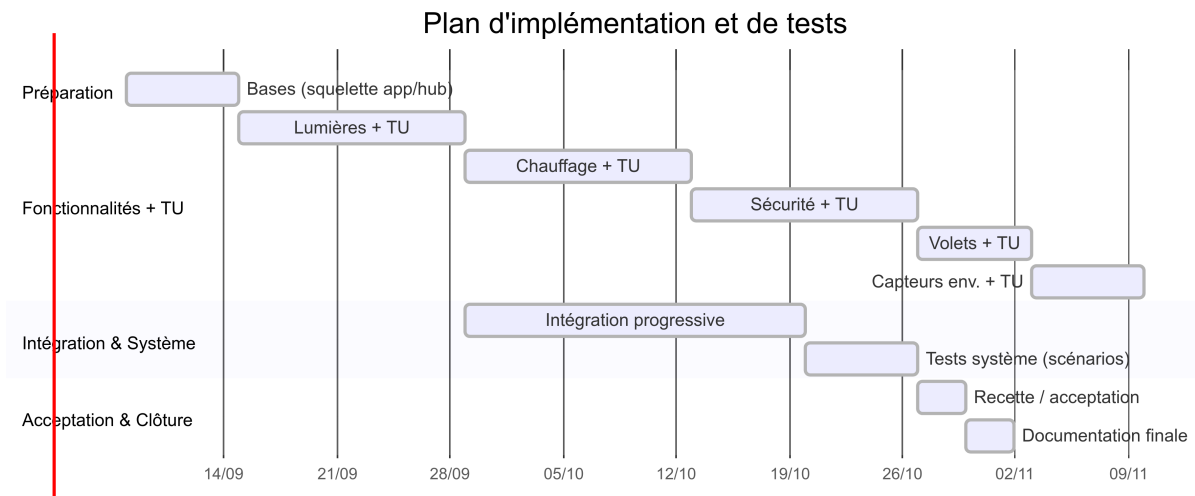 Plan d'implémentation et de tests
Préparation
Bases (squelette app/hub)
Lumières + TU
Chauffage + TU
Fonctionnalités + TU
Sécurité + TU
Volets + TU
Capteurs env. + TU
Intégration progressive
Intégration & Système
Tests système (scénarios)
Recette / acceptation
Acceptation & Clôture
Documentation finale
14/09 21/09 28/09 05/10 12/10 19/10 26/10 02/11 09/11